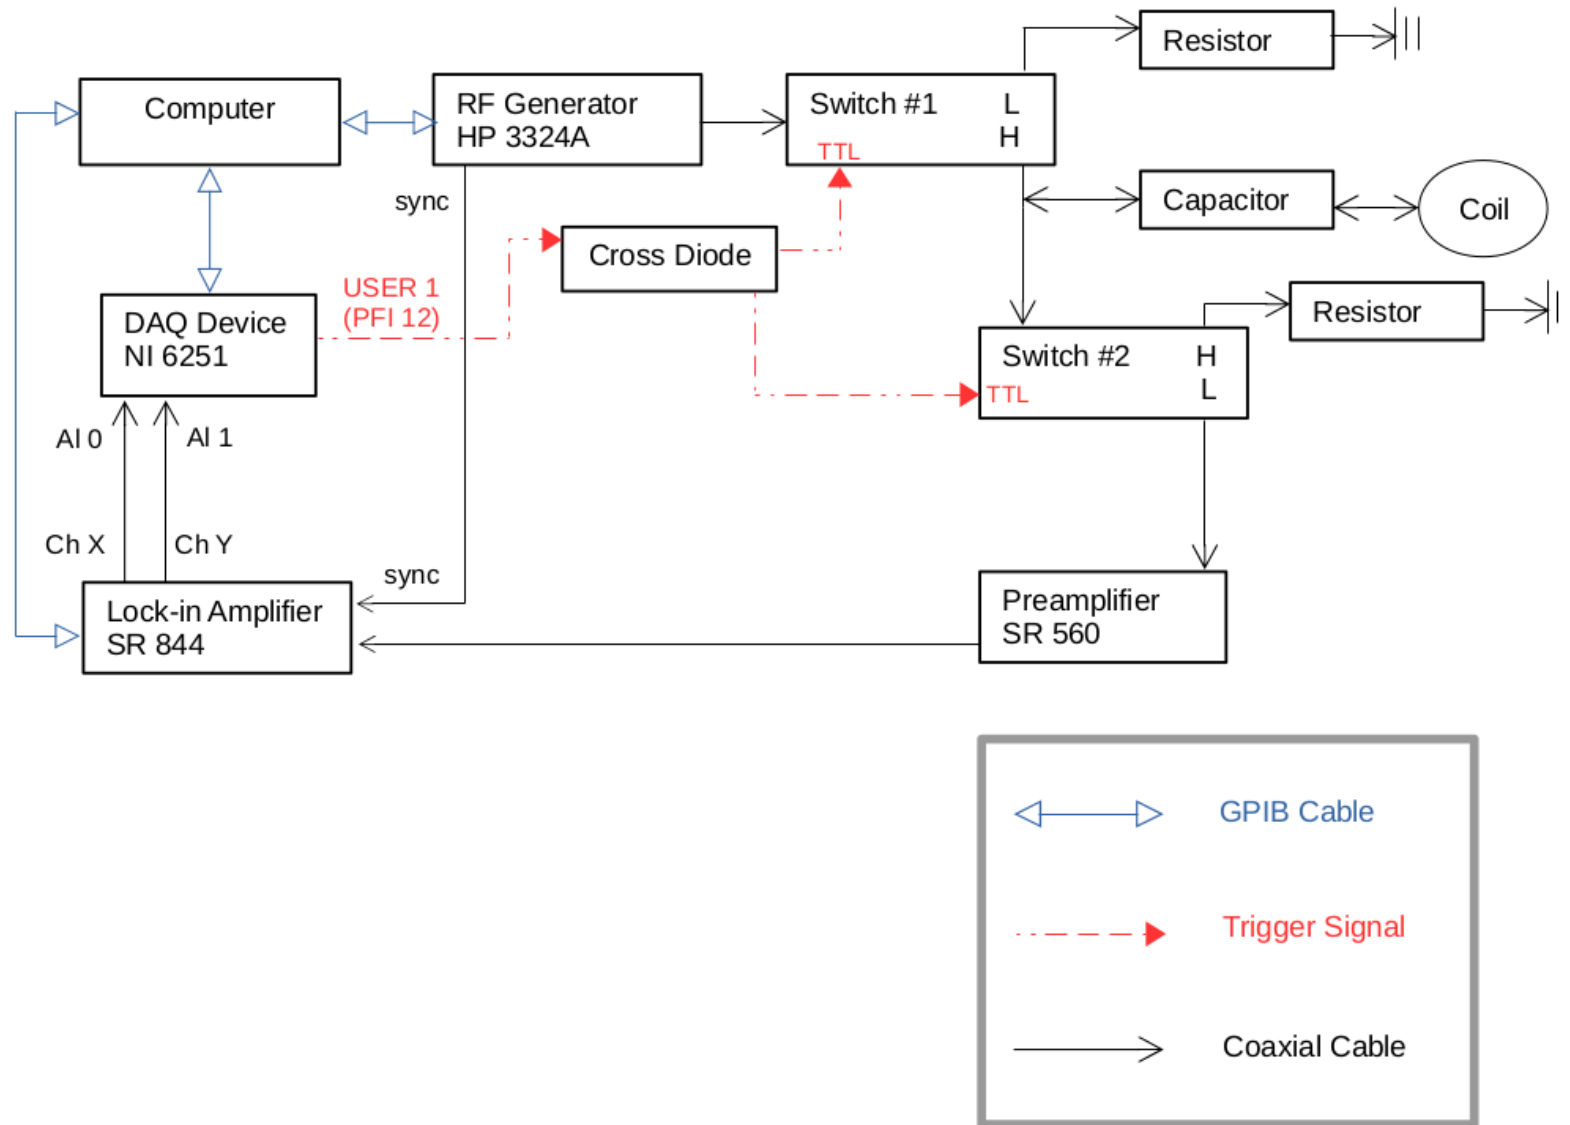 Resistor
Computer
RF Generator
HP 3324A
Switch #1
L
H
TTL
sync
Capacitor
Coil
Cross Diode
USER 1
(PFI 12)
DAQ Device
NI 6251
Resistor
Switch #2
H
L
TTL
AI 0
AI 1
Ch X
Ch Y
sync
Lock-in Amplifier
SR 844
Preamplifier
SR 560
GPIB Cable
Trigger Signal
Coaxial Cable